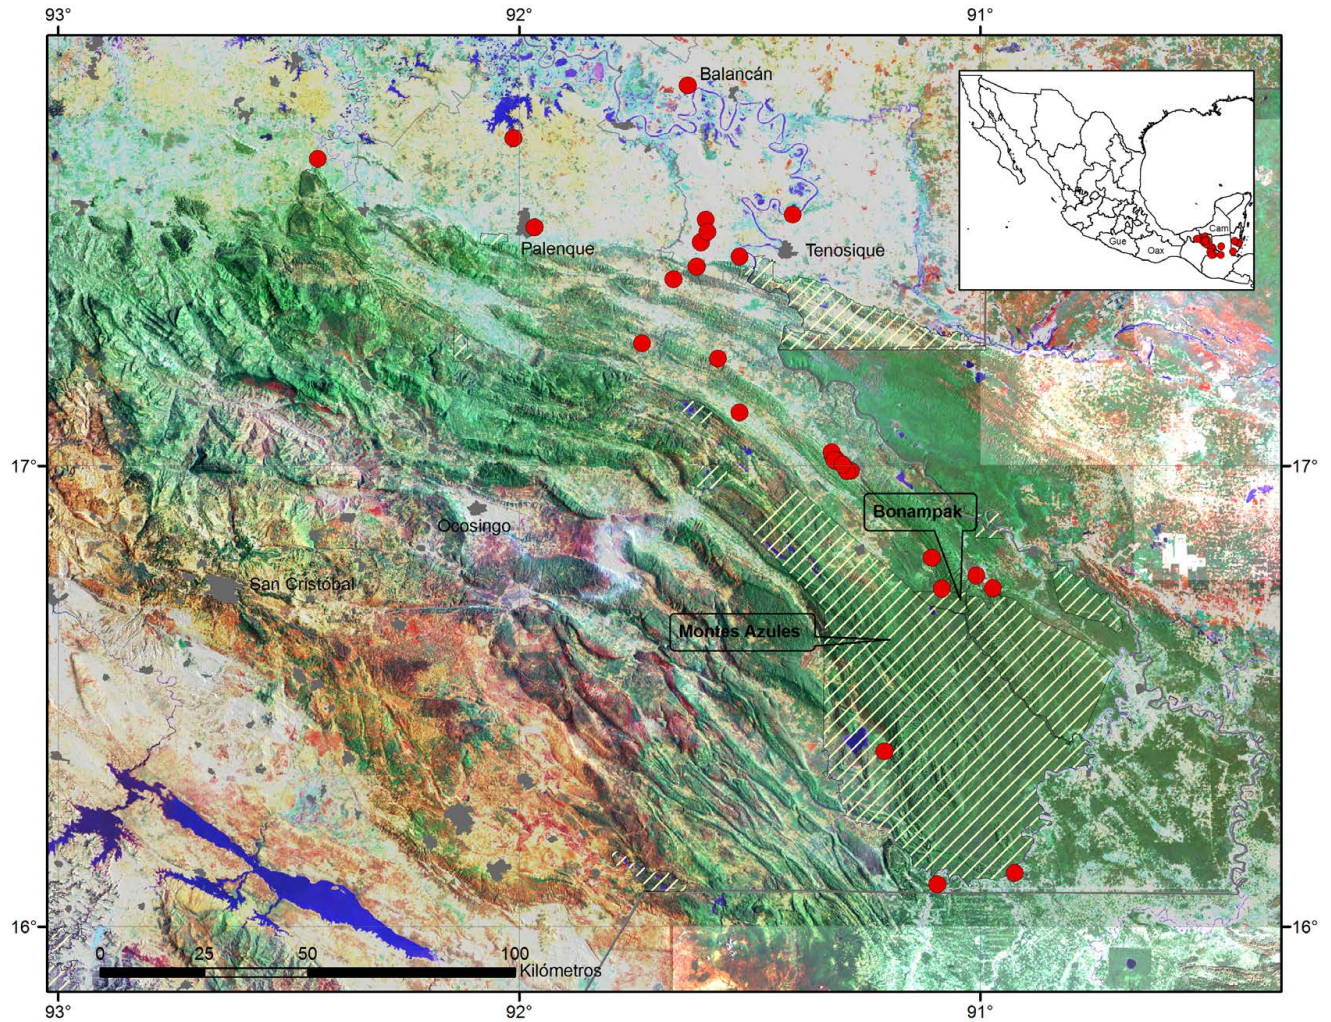 93°
92°
91°
Balancán
Palenque
Tenosique
Cam
Gue
Oax
17°
17°
Bonampak
Ocosingo
San Cristóbal
Montes Azules
16°
16°
0 25 50 100
Kilómetros
93°
92°
91°